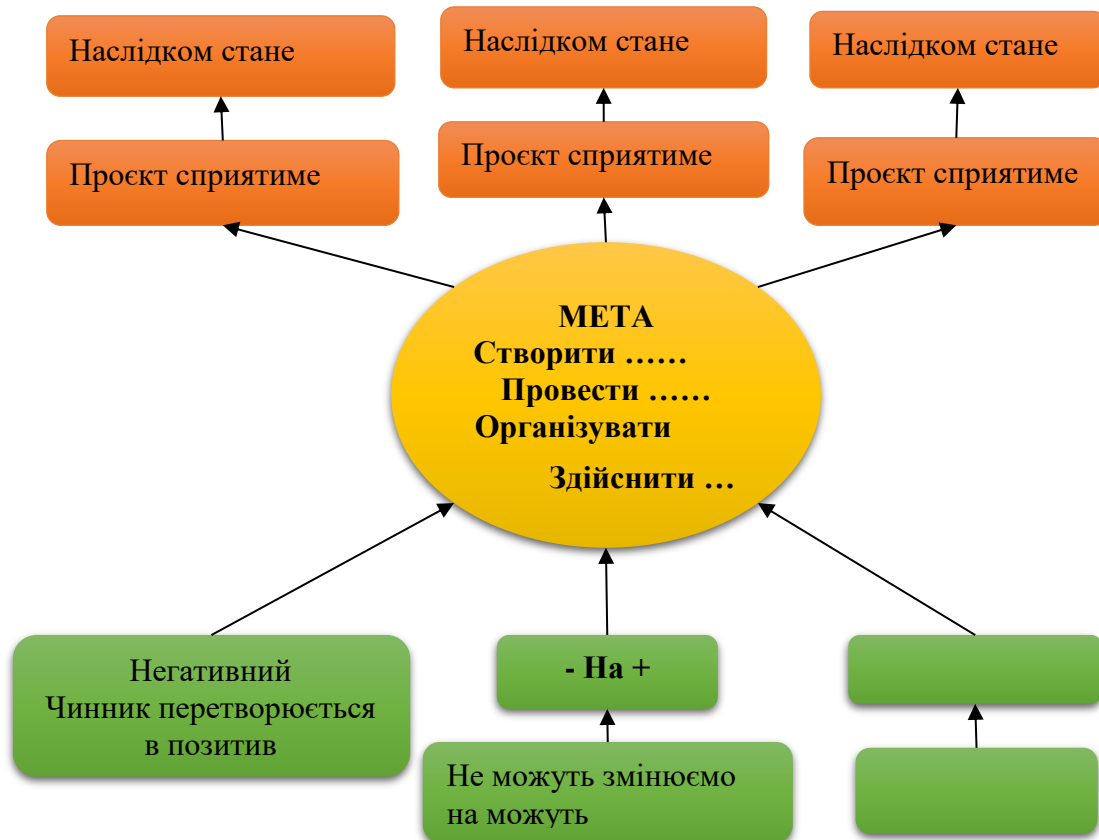 Наслідком стане
Наслідком стане
Наслідком стане
Проєкт сприятиме
Проєкт сприятиме
Проєкт сприятиме
МЕТА
Створити ……
Провести ……
Організувати
Здійснити …
Негативний
Чинник перетворюється
в позитив
- На +
Не можуть змінюємо
на можуть